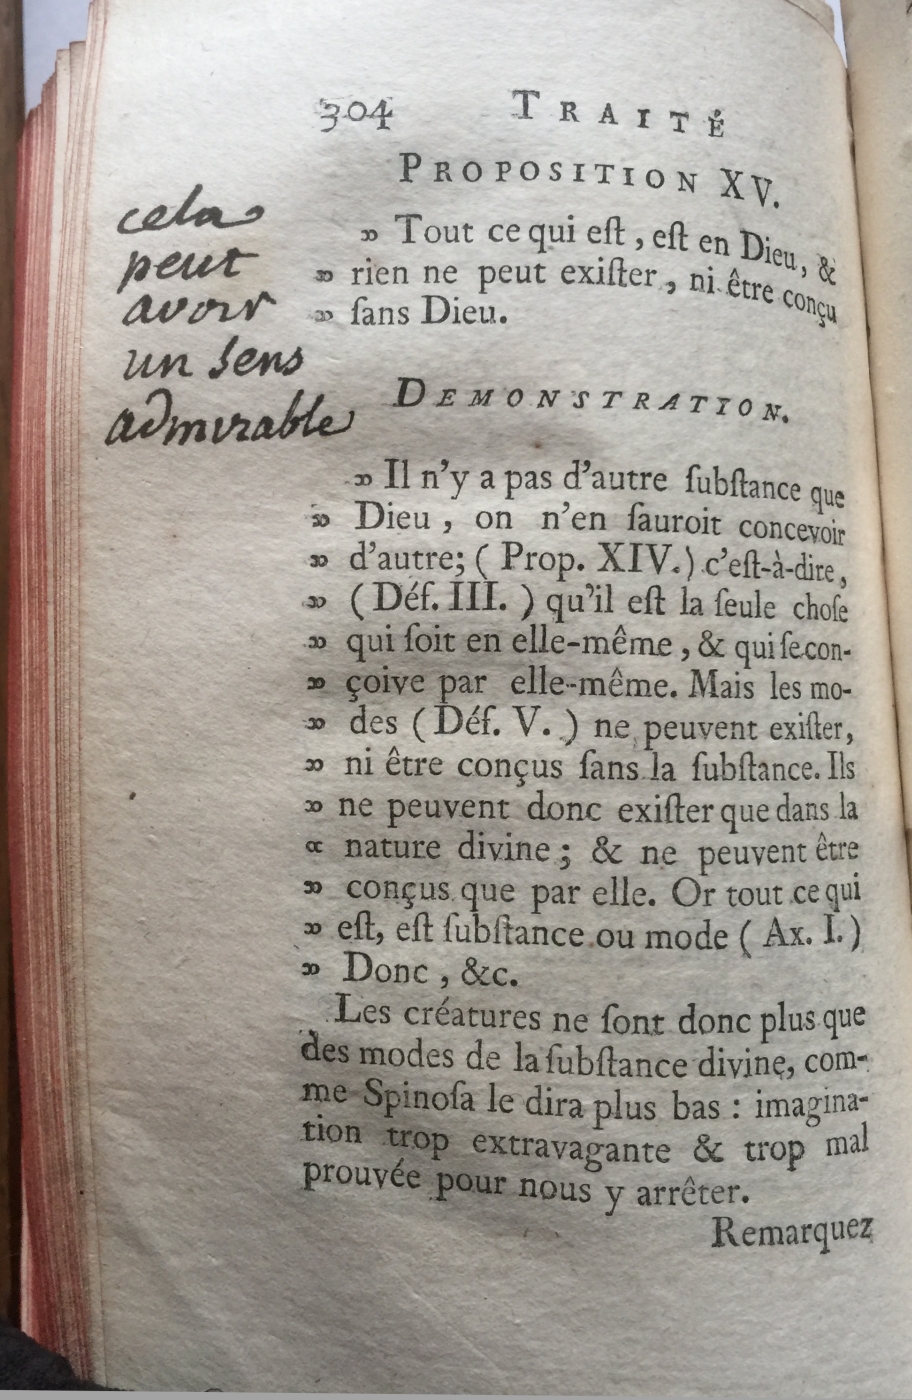 304 TRAITÉ
PROPOSITION XV.
cela
peut
avoir
un sens
admirable
» Tout ce qui eſt, eſt en Dieu, &
» rien ne peut exiſter, ni être conçu
» ſans Dieu.
DEMONSTRATION.
» Il n'y a pas d'autre ſubſtance que
» Dieu, on n'en ſauroit concevoir
» d'autre; (Prop. XIV.) c'eſt-à-dire,
» (Déf. III.) qu'il eſt la ſeule choſe
» qui ſoit en elle-même, & qui ſe con-
» çoive par elle-même. Mais les mo-
» des (Déf. V.) ne peuvent exiſter,
» ni être conçus ſans la ſubſtance. Ils
» ne peuvent donc exiſter que dans la
« nature divine; & ne peuvent être
» conçus que par elle. Or tout ce qui
» eſt, eſt ſubſtance ou mode (Ax. I.)
» Donc, &c.
Les créatures ne ſont donc plus que
des modes de la ſubſtance divine, com-
me Spinoſa le dira plus bas : imagina-
tion trop extravagante & trop mal
prouvée pour nous y arrêter.
Remarquez